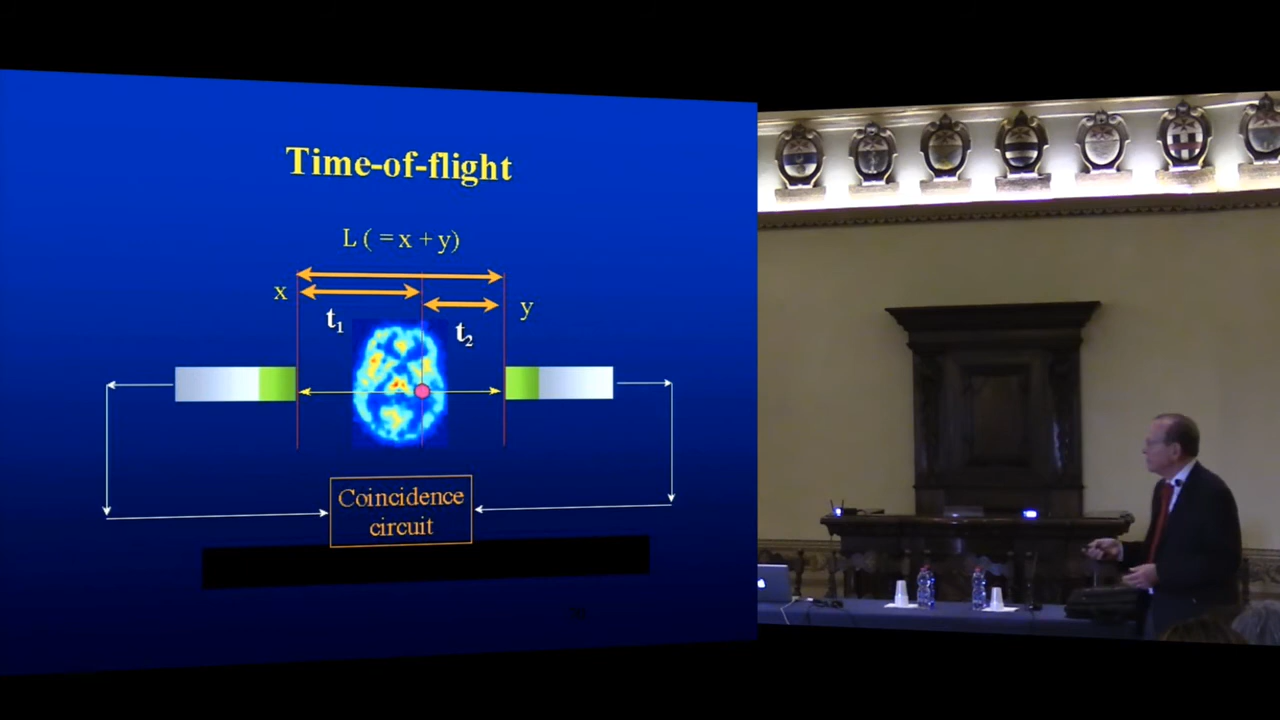 Time-of-flight
L ( = x + y)
x
y
t₁
t₂
Coincidence
circuit